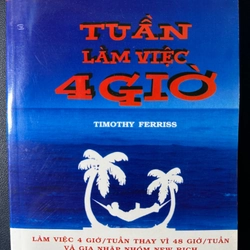 TUẦN
LÀM VIỆC
4 GIỜ
TIMOTHY FERRISS
LÀM VIỆC 4 GIỜ/TUẦN THAY VÌ 48 GIỜ/TUẦN
VÀ GIA NHẬP NHÓM NEW RICH